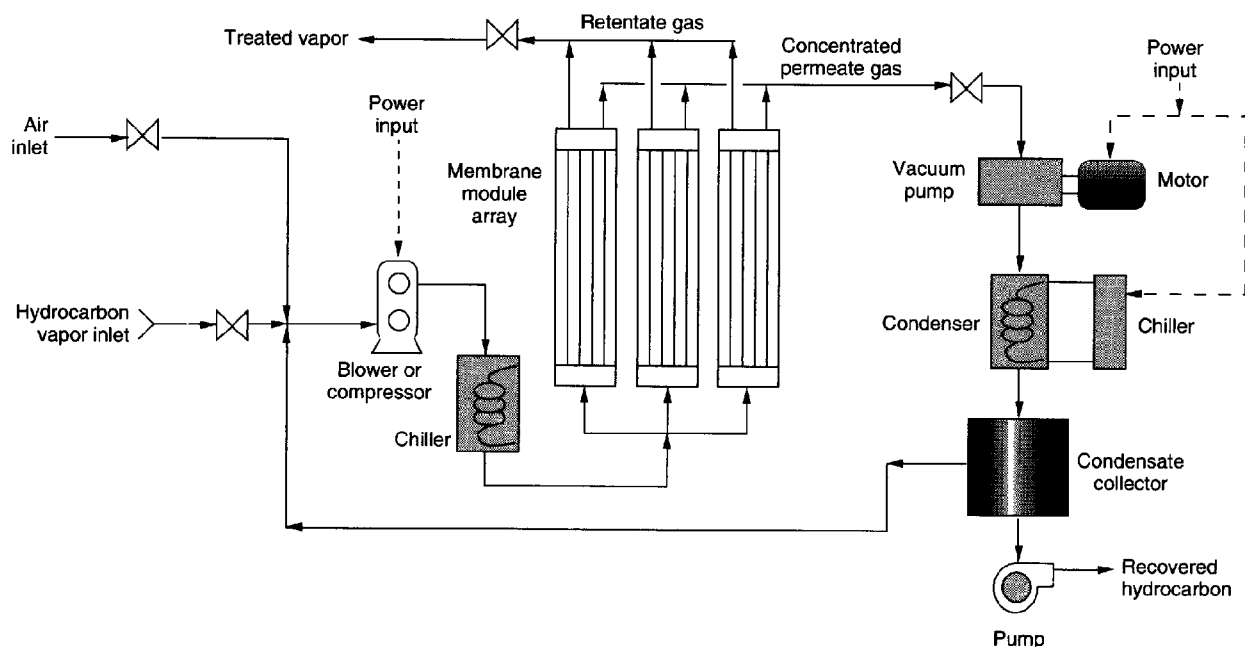 Retentate gas
Treated vapor
Concentrated
permeate gas
Power
input
Air
inlet
Power
input
Membrane
module
array
Vacuum
pump
Motor
Hydrocarbon
vapor inlet
Blower or
compressor
Chiller
Condenser
Chiller
Condensate
collector
Recovered
hydrocarbon
Pump